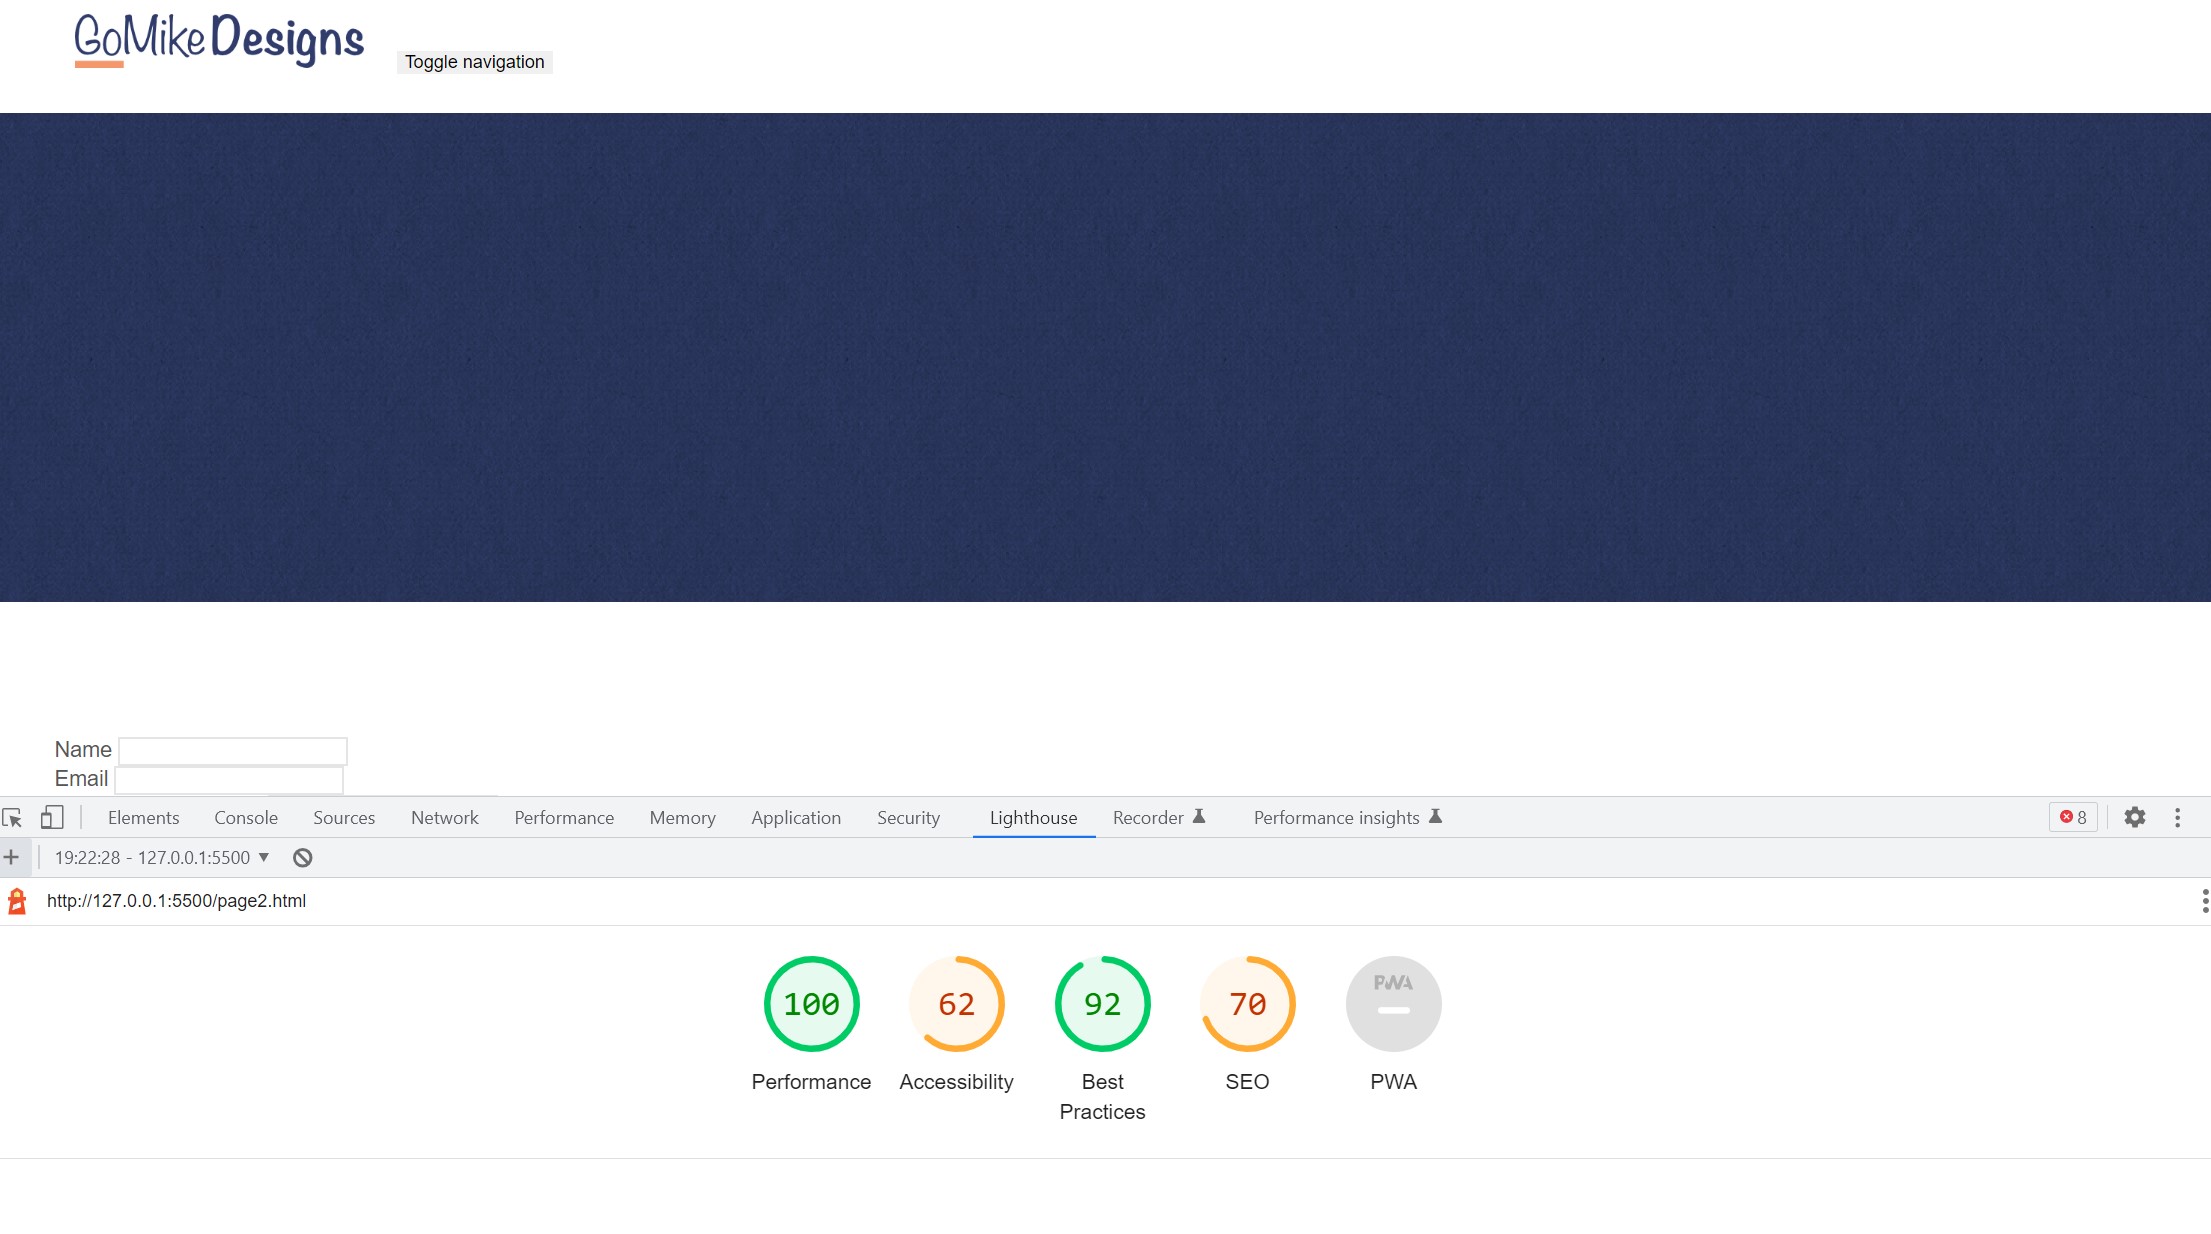 GoMike Designs
Toggle navigation
Name
Email
Elements Console Sources Network Performance Memory Application Security Lighthouse Recorder Performance insights 8
19:22:28 - 127.0.0.1:5500
http://127.0.0.1:5500/page2.html
100 62 92 70 PWA
Performance Accessibility Best Practices SEO PWA